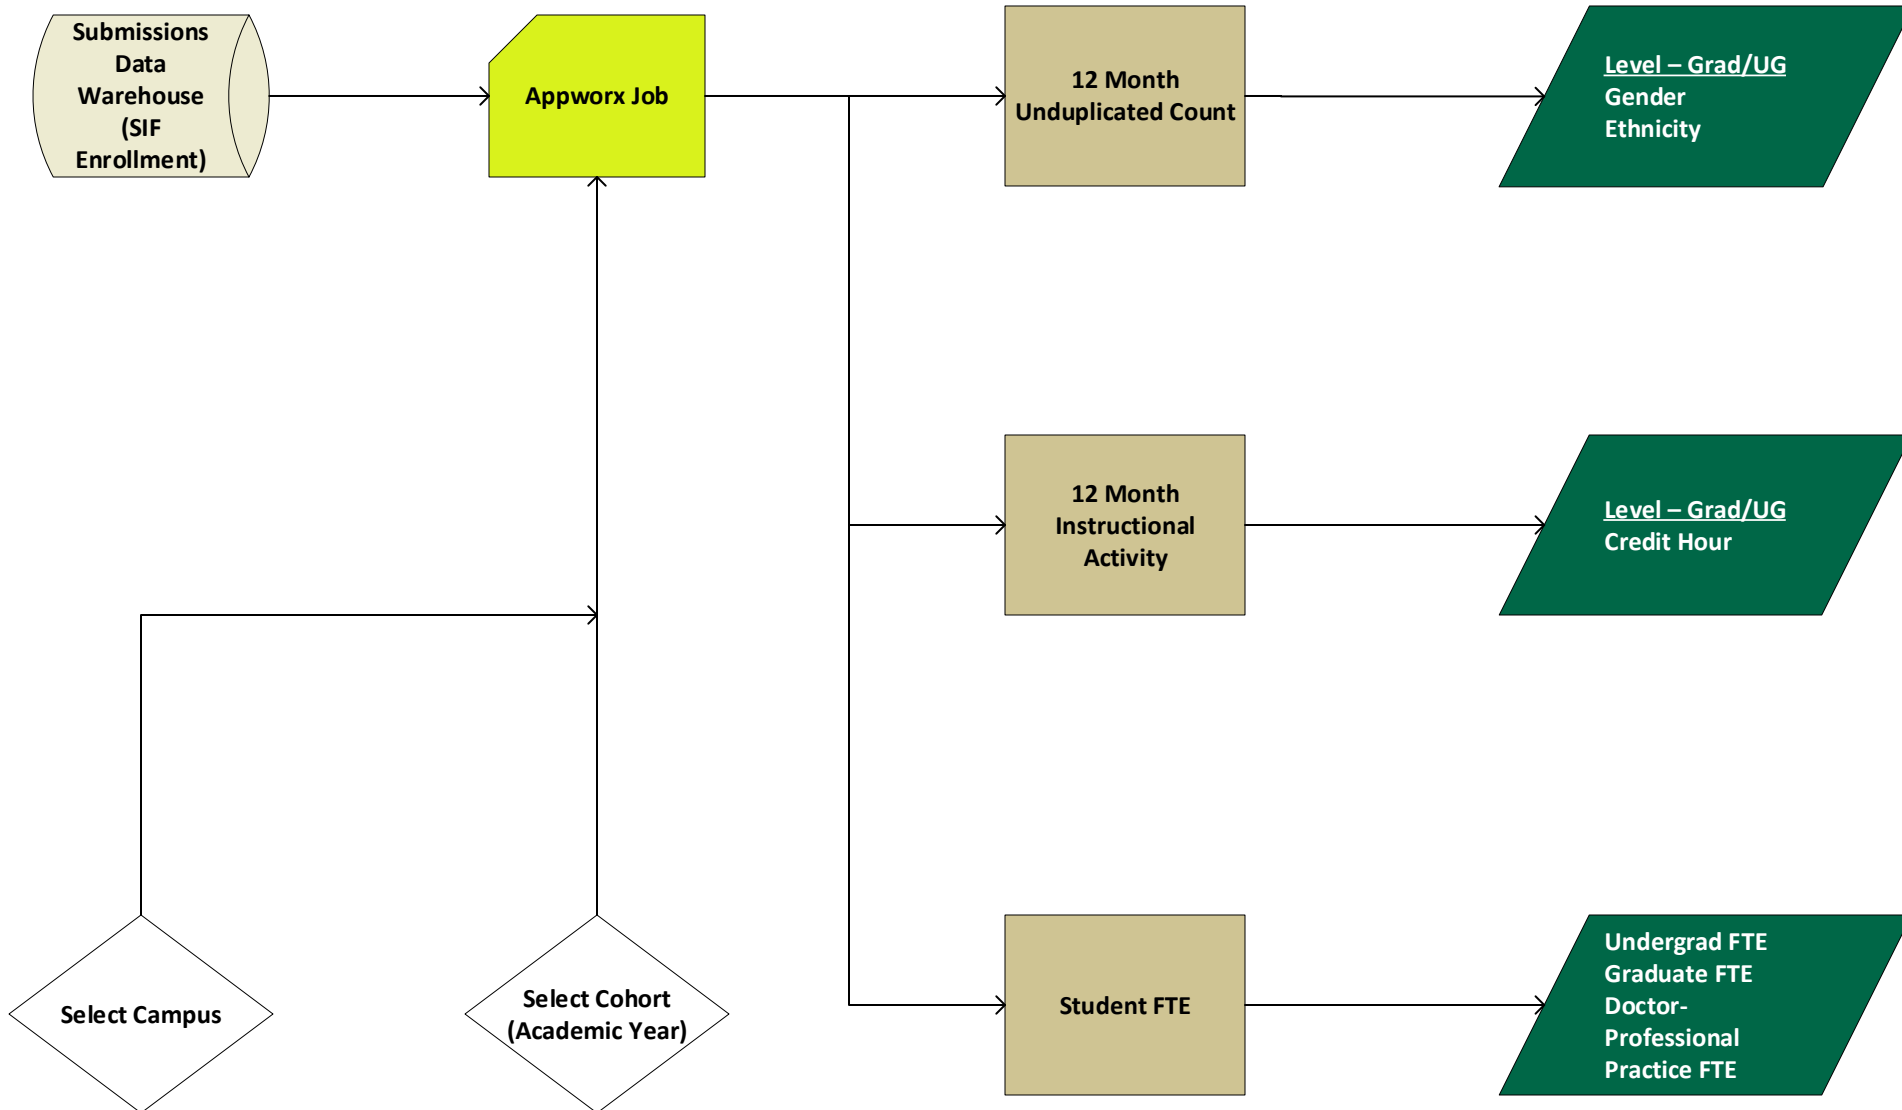 Submissions
Data
Warehouse
(SIF
Enrollment)
Appworx Job
12 Month
Unduplicated Count
Level – Grad/UG
Gender
Ethnicity
12 Month
Instructional
Activity
Level – Grad/UG
Credit Hour
Select Campus
Select Cohort
(Academic Year)
Student FTE
Undergrad FTE
Graduate FTE
Doctor-
Professional
Practice FTE